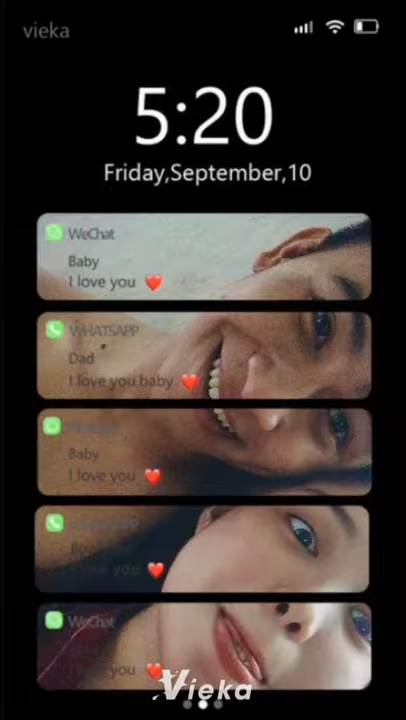 vieka
5:20
Friday,September,10
WeChat
Baby
I love you ❤️
WHATSAPP
Dad
I love you,baby ❤️
Baby
I love you ❤️
you ❤️
WeChat
you ❤️
Vieka